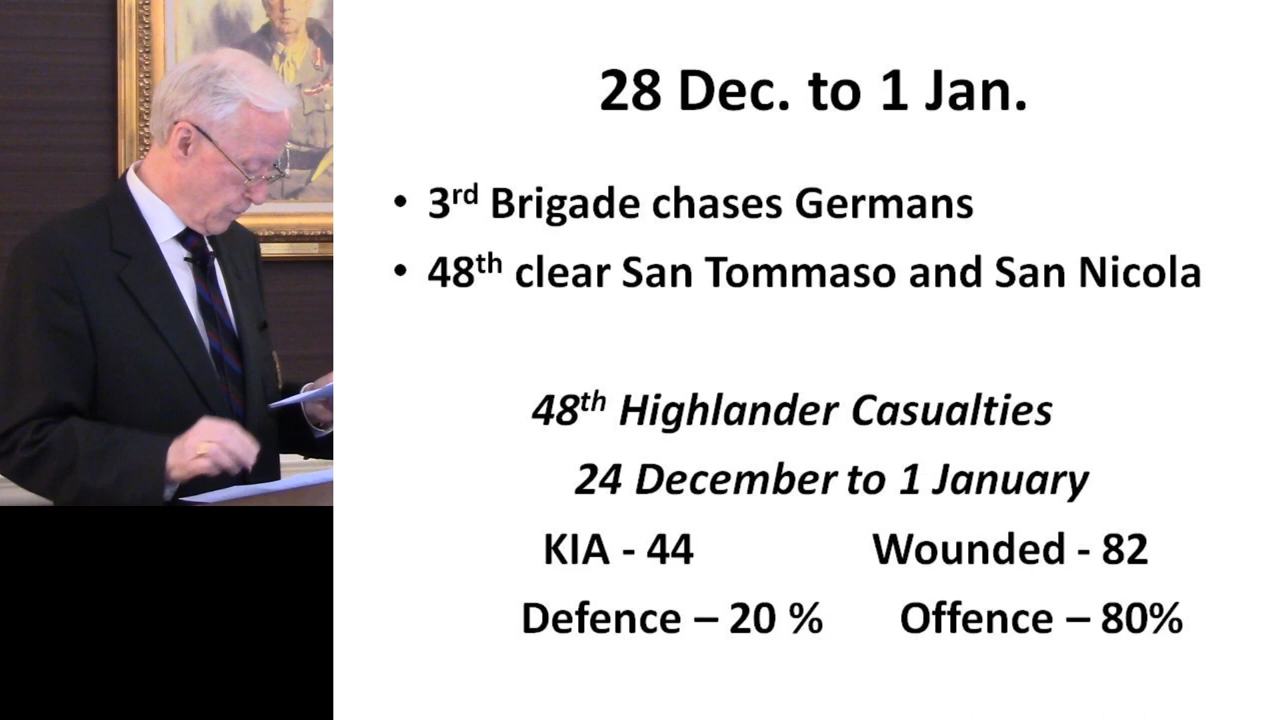 28 Dec. to 1 Jan.
• 3rd Brigade chases Germans
• 48th clear San Tommaso and San Nicola
48th Highlander Casualties
24 December to 1 January
KIA - 44 Wounded - 82
Defence – 20 % Offence – 80%